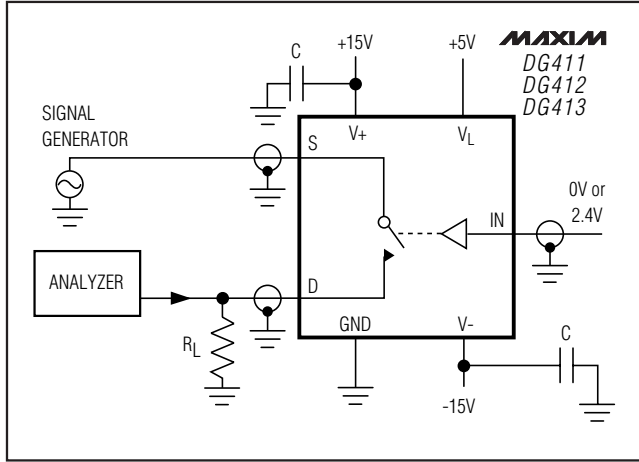 C
+15V
+5V
MAXIM
DG411
DG412
DG413
SIGNAL
GENERATOR
V+
VL
S
0V or
2.4V
IN
ANALYZER
D
RL
GND
V-
C
-15V